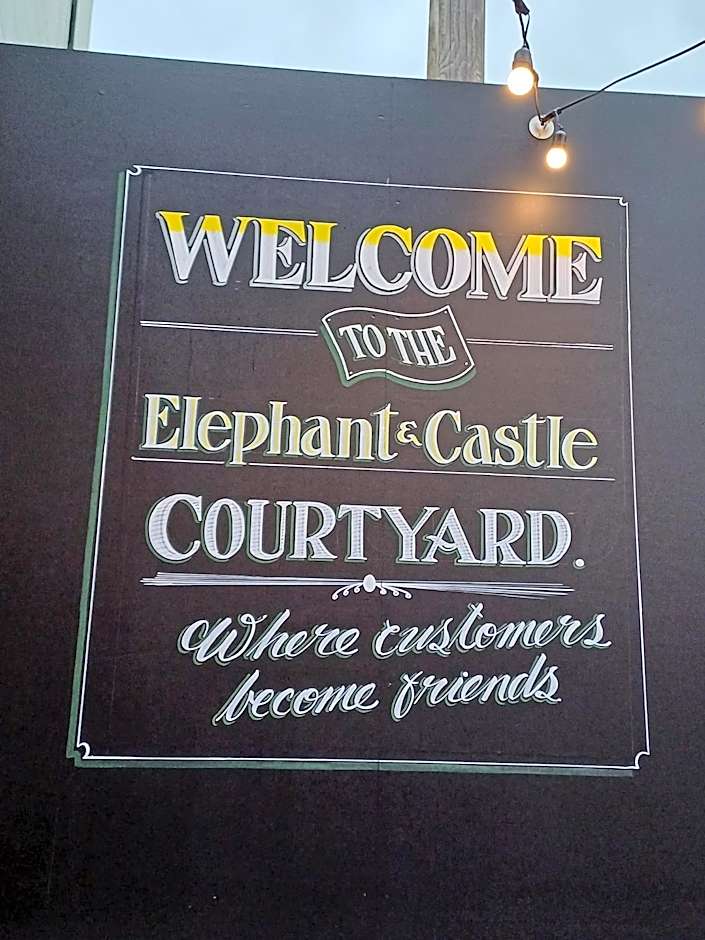 WELCOME
TO THE
Elephant & Castle
COURTYARD.
Where customers
become friends